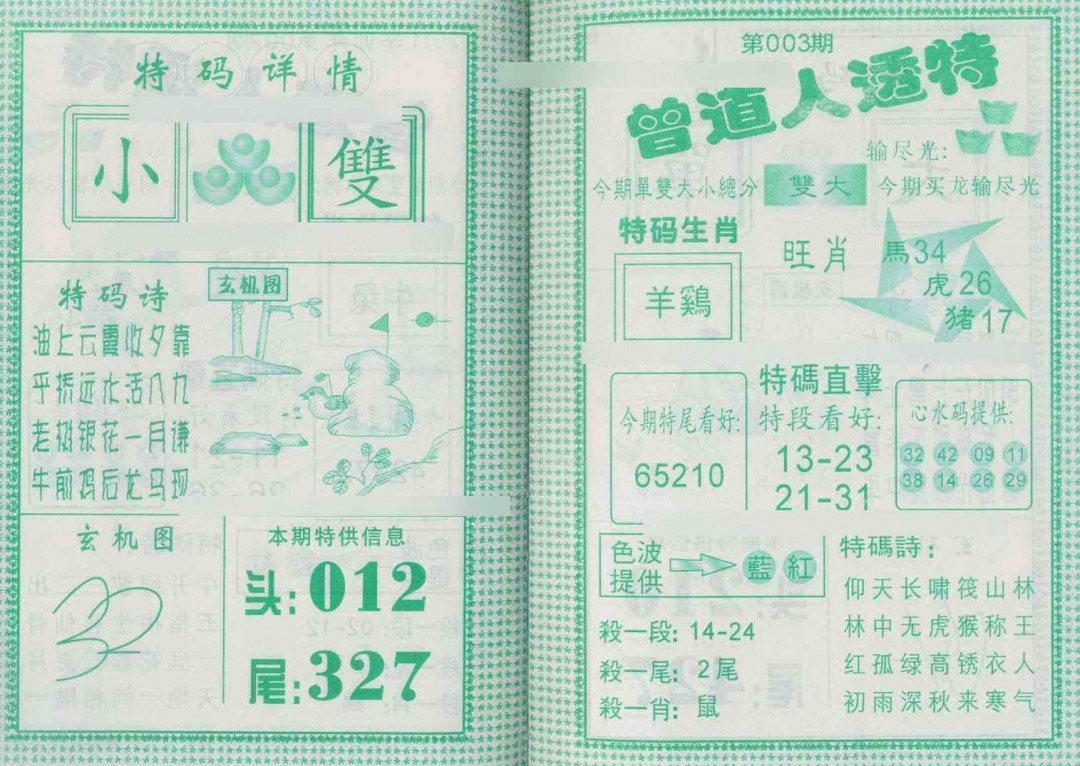 特码详情
小 雙
特码诗
油上云霞收夕靠
乎桥远水活八九
老翁银花一月谦
牛前鸡后龙马现
玄机图
玄机图
本期特供信息
头:012
尾:327
第003期
曾道人透特
输尽光:
今期單雙大小總分 雙大 今期买龙输尽光
特码生肖
羊鷄
旺肖
馬34
虎26
猪17
今期特尾看好:
65210
特碼直擊
特段看好:
13-23
21-31
心水码提供:
32 42 09 11
38 14 26 29
色波
提供
藍 紅
殺一段: 14-24
殺一尾: 2尾
殺一肖: 鼠
特碼詩:
仰天长啸筏山林
林中无虎猴称王
红孤绿高锈衣人
初雨深秋来寒气